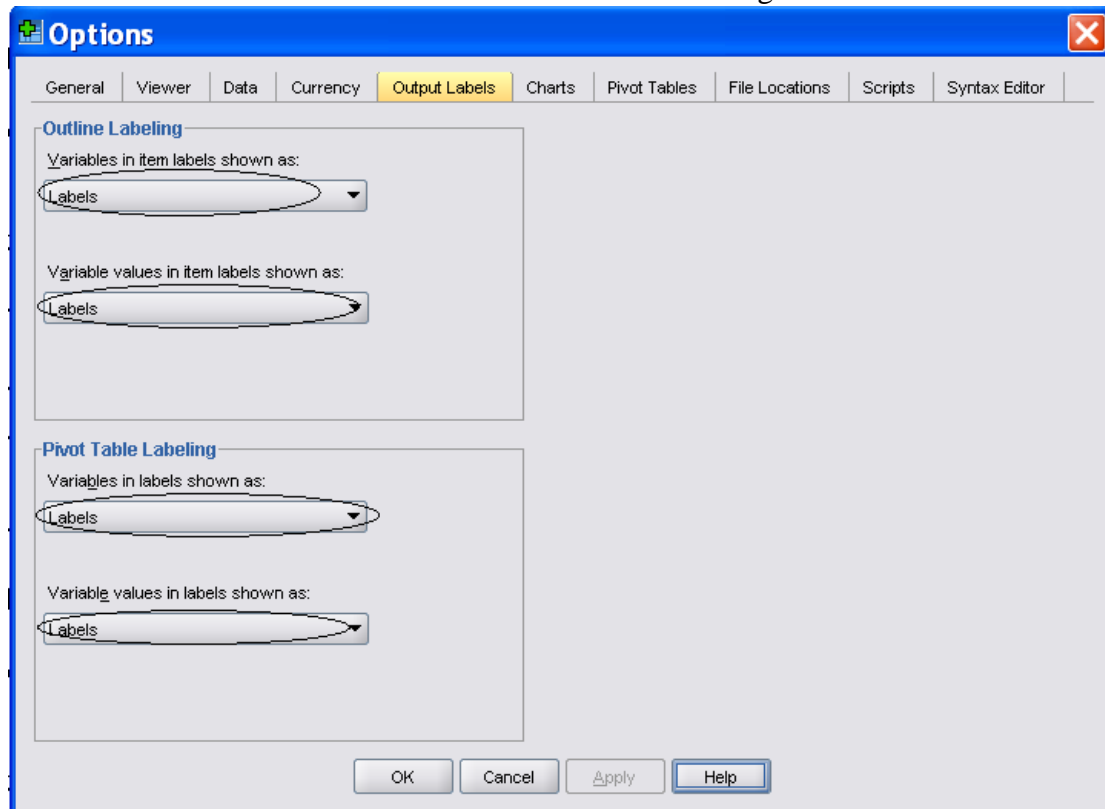 Options
General Viewer Data Currency Output Labels Charts Pivot Tables File Locations Scripts Syntax Editor
Outline Labeling
Variables in item labels shown as:
Labels
Variable values in item labels shown as:
Labels
Pivot Table Labeling
Variables in labels shown as:
Labels
Variable values in labels shown as:
Labels
OK Cancel Apply Help